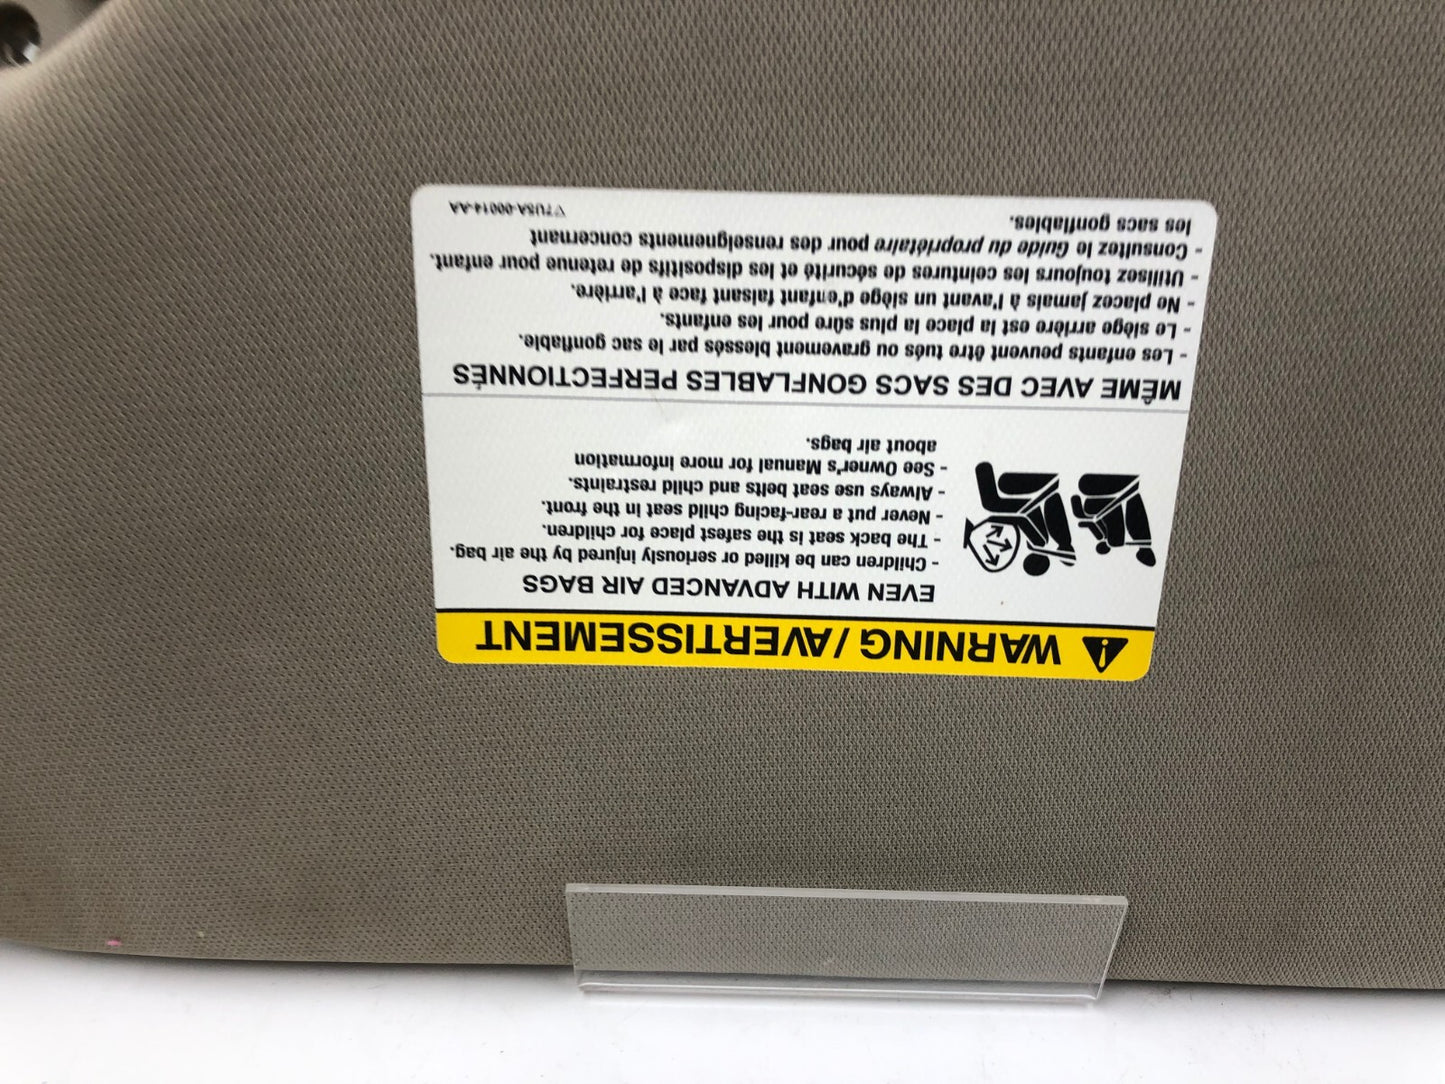 WARNING / AVERTISSEMENT
EVEN WITH ADVANCED AIR BAGS
- Children can be killed or seriously injured by the air bag.
- The back seat is the safest place for children.
- Never put a rear-facing child seat in the front.
- Always use seat belts and child restraints.
- See Owner's Manual for more information
about air bags.
MÊME AVEC DES SACS GONFLABLES PERFECTIONNÉS
- Les enfants peuvent être tués ou gravement blessés par le sac gonflable.
- Le siège arrière est la place la plus sûre pour les enfants.
- Ne placez jamais à l'avant un siège d'enfant faisant face à l'arrière.
- Utilisez toujours les ceintures de sécurité et les dispositifs de retenue pour enfant.
- Consultez le Guide du propriétaire pour des renseignements concernant
les sacs gonflables.
▽7USA-00014-AA